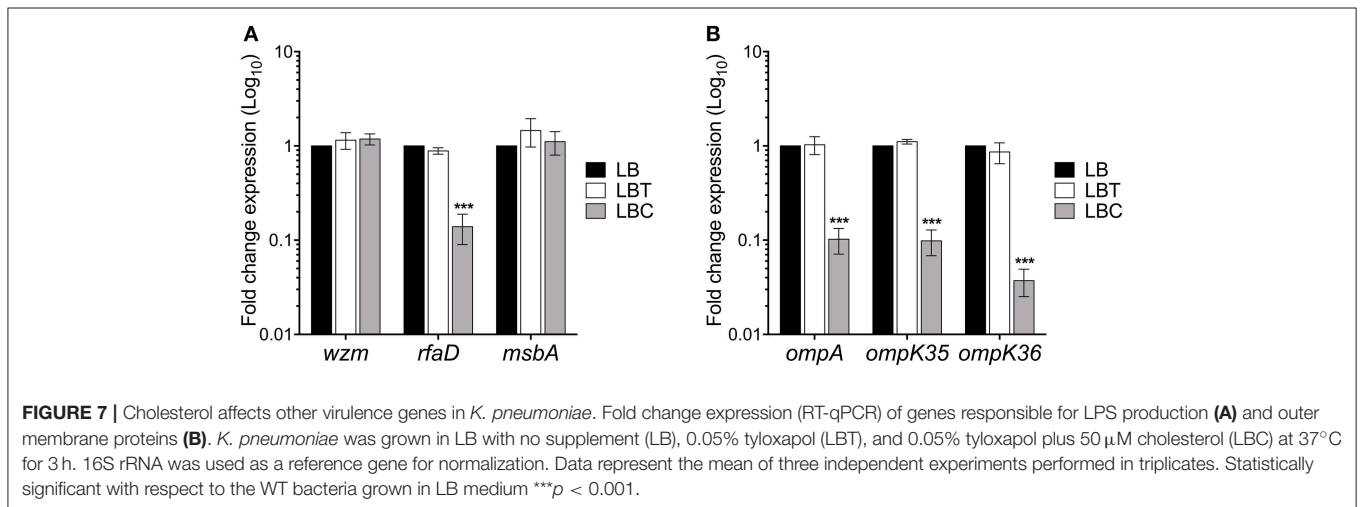 A
Fold change expression (Log10)
10
1
0.1
0.01
***
wzm rfaD msbA
LB
LBT
LBC
B
Fold change expression (Log10)
10
1
0.1
0.01
*** *** ***
ompA ompK35 ompK36
LB
LBT
LBC
FIGURE 7 | Cholesterol affects other virulence genes in K. pneumoniae. Fold change expression (RT-qPCR) of genes responsible for LPS production (A) and outer
membrane proteins (B). K. pneumoniae was grown in LB with no supplement (LB), 0.05% tyloxapol (LBT), and 0.05% tyloxapol plus 50 μM cholesterol (LBC) at 37°C
for 3 h. 16S rRNA was used as a reference gene for normalization. Data represent the mean of three independent experiments performed in triplicates. Statistically
significant with respect to the WT bacteria grown in LB medium ***p < 0.001.